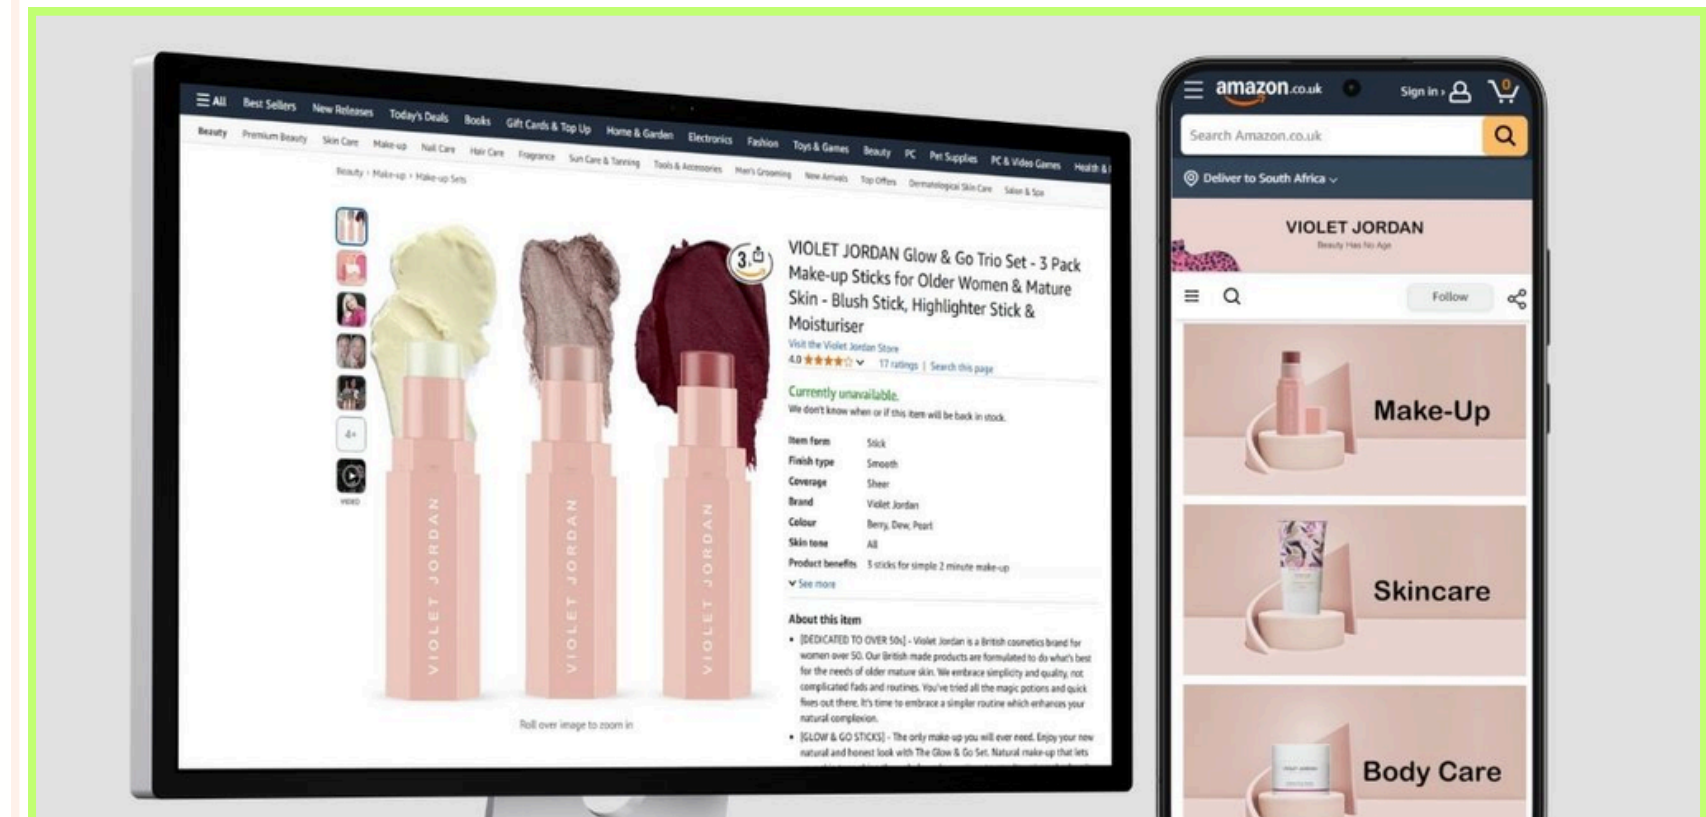 All Best Sellers New Releases Today's Deals Books Gift Cards & Top Up Home & Garden Electronics Fashion Toys & Games Beauty PC Pet Supplies PC & Video Games Health &
Beauty Premium Beauty Skin Care Make-up Nail Care Hair Care Fragrance Sun Care & Tanning Tools & Accessories Men's Grooming New Arrivals Top Offers Dermatological Skin Care Salon & Spa
Beauty › Make-up › Make-up Sets
4+
VIDEO
3
VIOLET JORDAN
VIOLET JORDAN
VIOLET JORDAN
Roll over image to zoom in
VIOLET JORDAN Glow & Go Trio Set - 3 Pack
Make-up Sticks for Older Women & Mature
Skin - Blush Stick, Highlighter Stick &
Moisturiser
Visit the Violet Jordan Store
4.0 17 ratings | Search this page
Currently unavailable.
We don't know when or if this item will be back in stock.
Item form Stick
Finish type Smooth
Coverage Sheer
Brand Violet Jordan
Colour Berry, Dew, Pearl
Skin tone All
Product benefits 3 sticks for simple 2 minute make-up
See more
About this item
• [DEDICATED TO OVER 50s] - Violet Jordan is a British cosmetics brand for
women over 50. Our British made products are formulated to do what's best
for the needs of older mature skin. We embrace simplicity and quality, not
complicated fads and routines. You've tried all the magic potions and quick
fixes out there. It's time to embrace a simpler routine which enhances your
natural complexion.
• [GLOW & GO STICKS] - The only make-up you will ever need. Enjoy your new
natural and honest look with The Glow & Go Set. Natural make-up that lets
amazon.co.uk Sign in › 0
Search Amazon.co.uk
Deliver to South Africa
VIOLET JORDAN
Beauty Has No Age
Follow
Make-Up
Skincare
Body Care